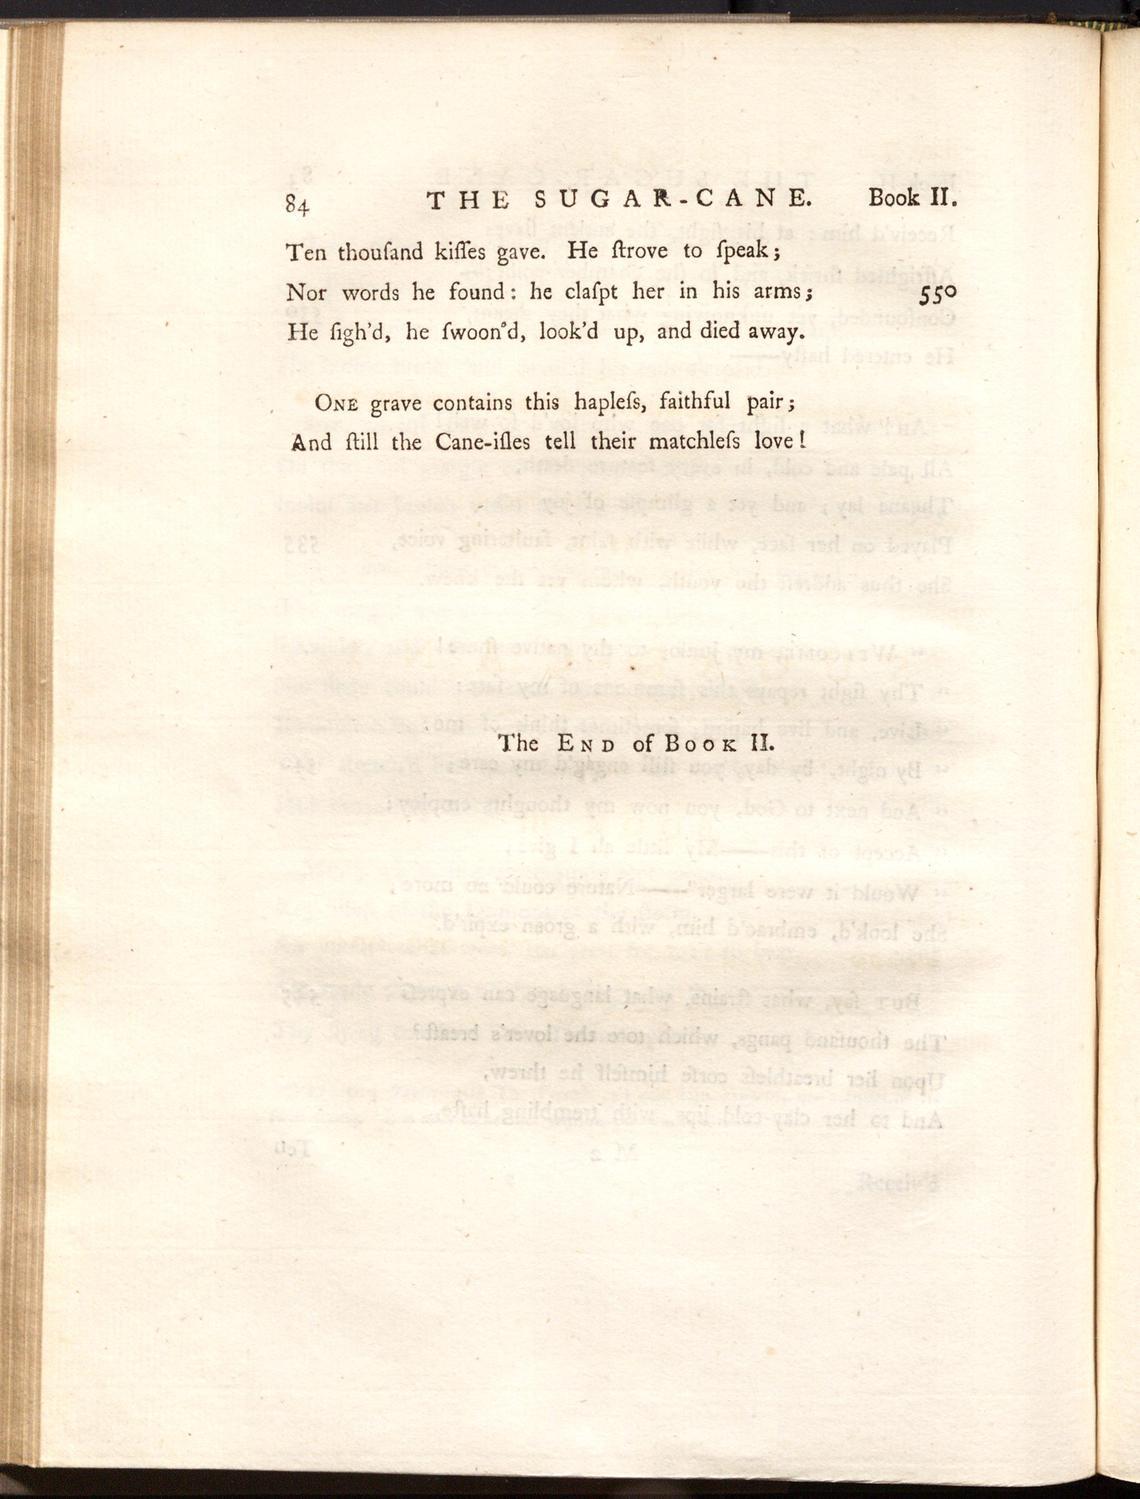 84 THE SUGAR-CANE. Book II.
Ten thouſand kiſſes gave. He ſtrove to ſpeak;
Nor words he found: he claſpt her in his arms; 550
He ſigh'd, he ſwoon'd, look'd up, and died away.
ONE grave contains this hapleſs, faithful pair;
And ſtill the Cane-iſles tell their matchleſs love!
The END of BOOK II.